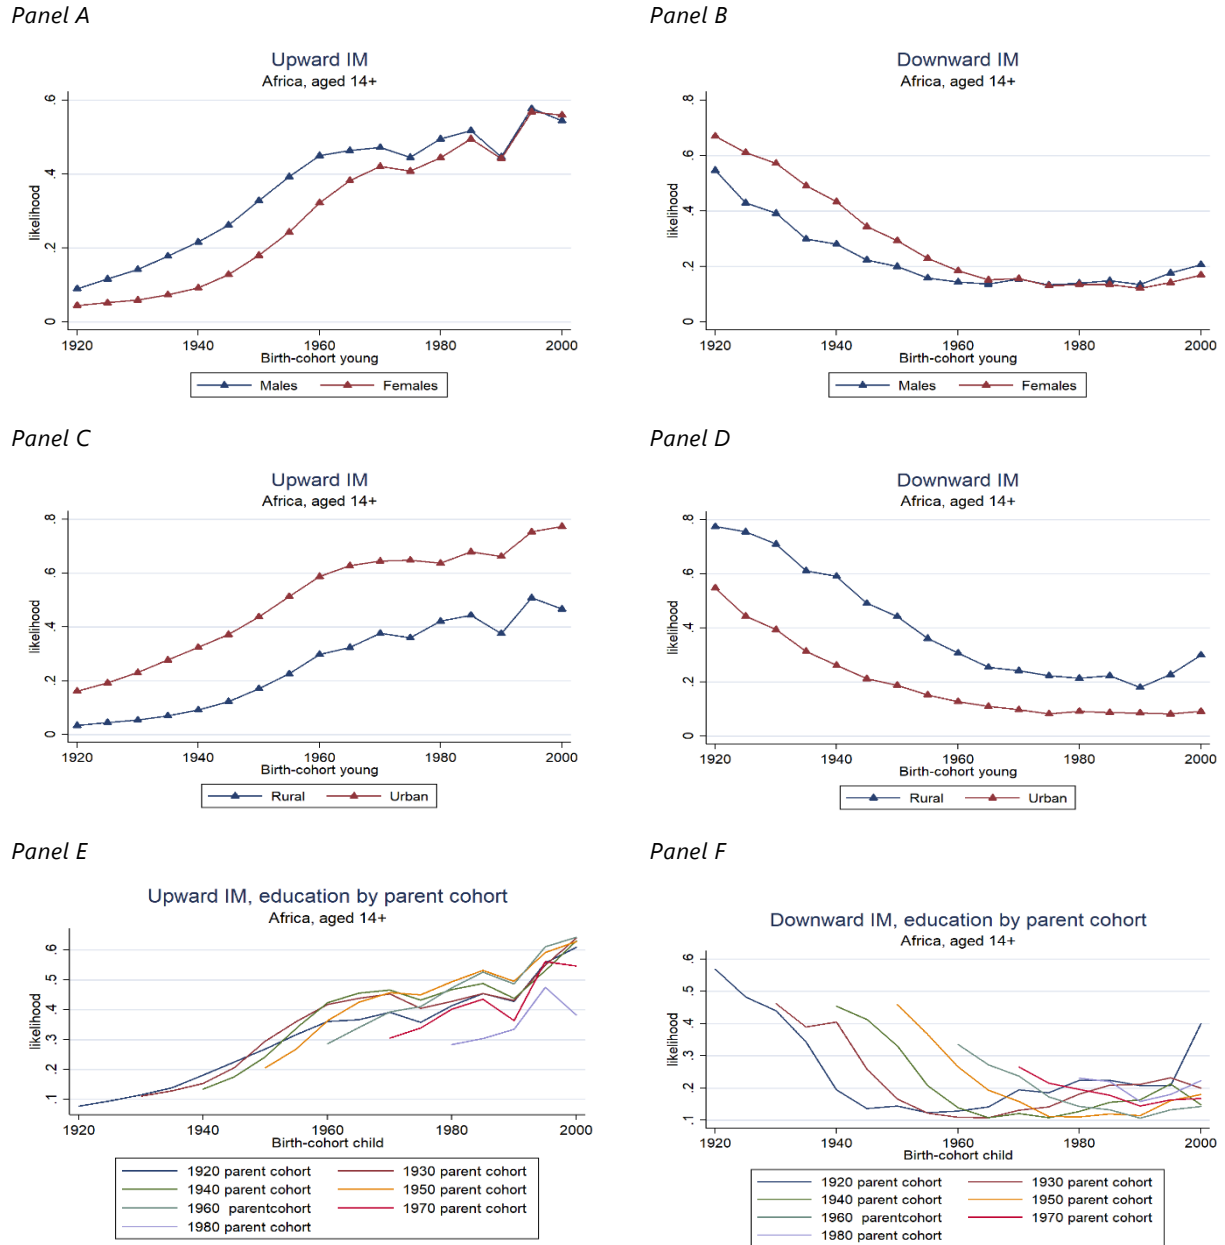 Panel A
Upward IM
Africa, aged 14+
likelihood
.6
.4
.2
0
1920 1940 1960 1980 2000
Birth-cohort young
Males Females
Panel B
Downward IM
Africa, aged 14+
likelihood
.8
.6
.4
.2
0
1920 1940 1960 1980 2000
Birth-cohort young
Males Females
Panel C
Upward IM
Africa, aged 14+
likelihood
.8
.6
.4
.2
0
1920 1940 1960 1980 2000
Birth-cohort young
Rural Urban
Panel D
Downward IM
Africa, aged 14+
likelihood
.8
.6
.4
.2
0
1920 1940 1960 1980 2000
Birth-cohort young
Rural Urban
Panel E
Upward IM, education by parent cohort
Africa, aged 14+
likelihood
.6
.5
.4
.3
.2
.1
1920 1940 1960 1980 2000
Birth-cohort child
1920 parent cohort 1930 parent cohort
1940 parent cohort 1950 parent cohort
1960 parentcohort 1970 parent cohort
1980 parent cohort
Panel F
Downward IM, education by parent cohort
Africa, aged 14+
likelihood
.6
.5
.4
.3
.2
.1
1920 1940 1960 1980 2000
Birth-cohort child
1920 parent cohort 1930 parent cohort
1940 parent cohort 1950 parent cohort
1960 parentcohort 1970 parent cohort
1980 parent cohort